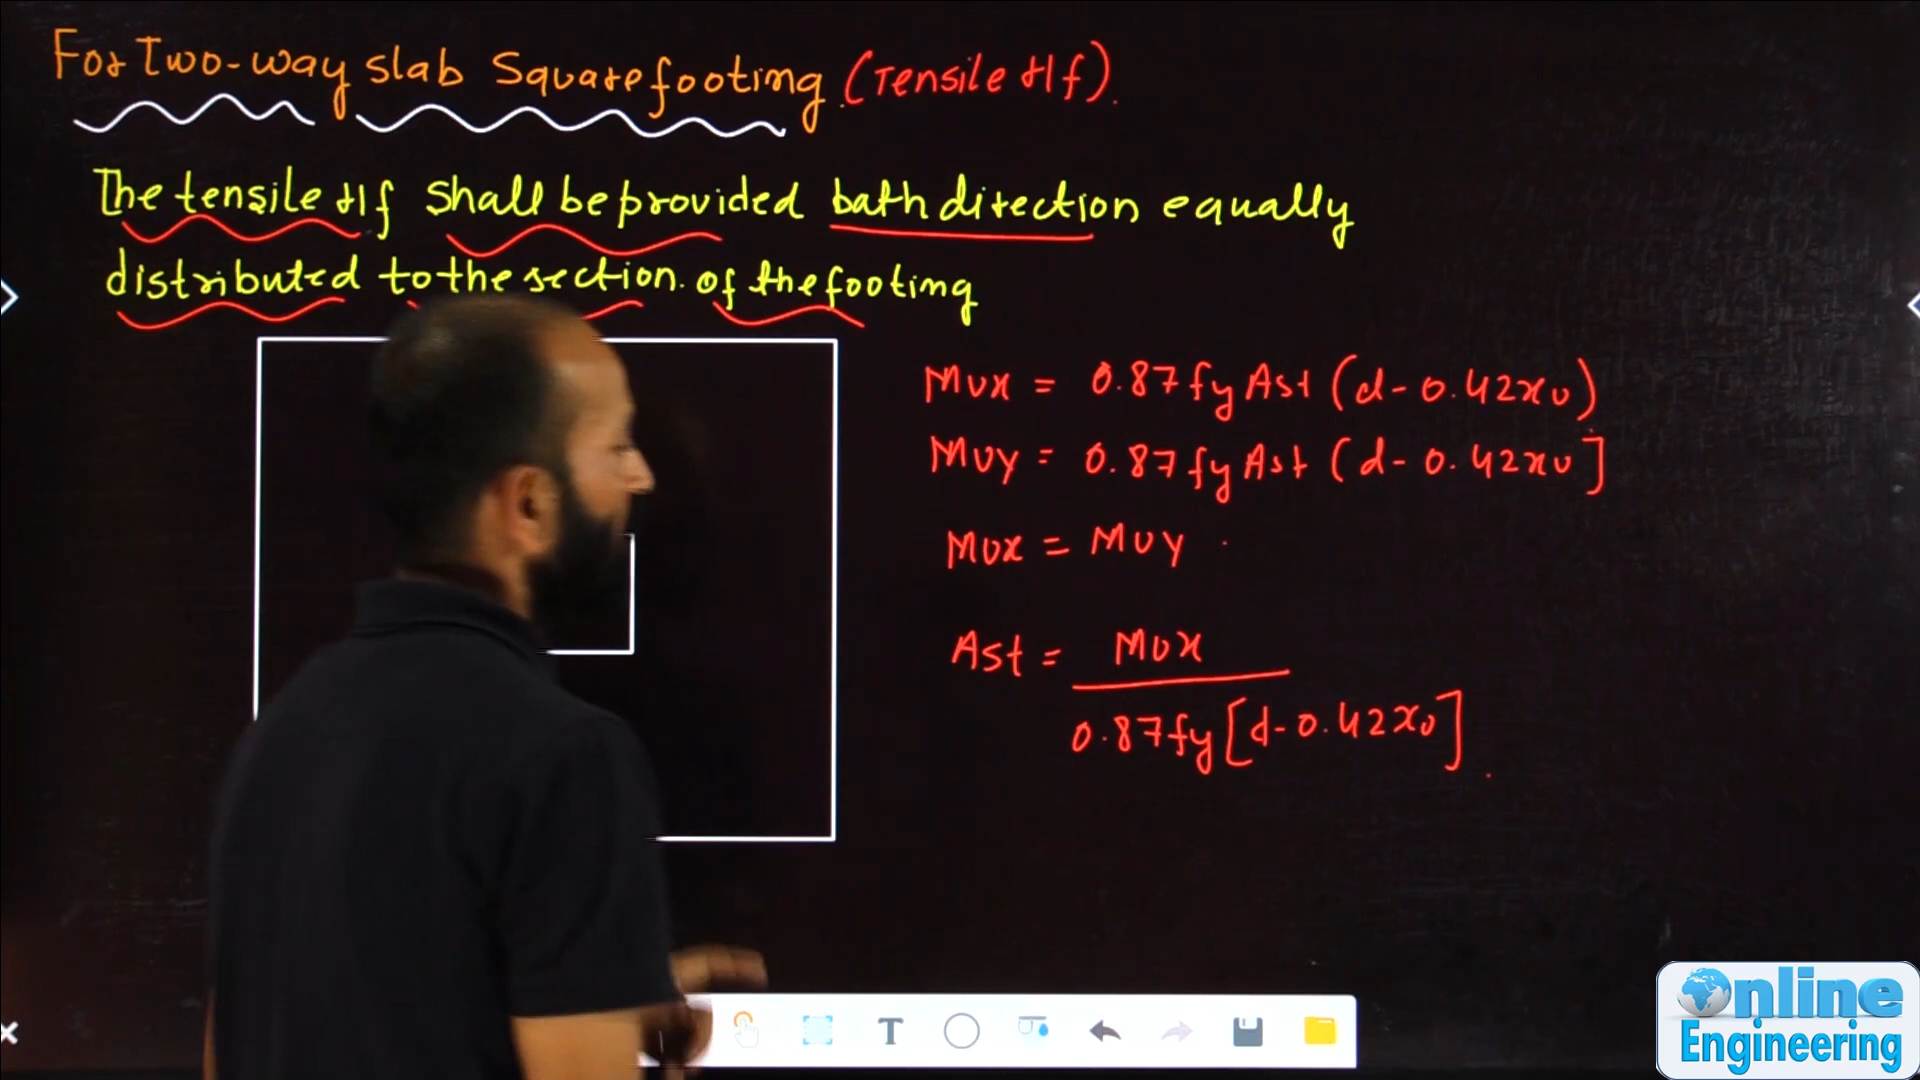 For Two-way slab Square footing. (Tensile r/f).
The tensile r/f shall be provided bath direction equally
distributed to the section. of the footing
Mux = 0.87 fy Ast (d - 0.42xu)
Muy = 0.87 fy Ast (d - 0.42xu]
Mux = Muy
Ast = Mux
0.87fy [d - 0.42xu]
T
Online
Engineering